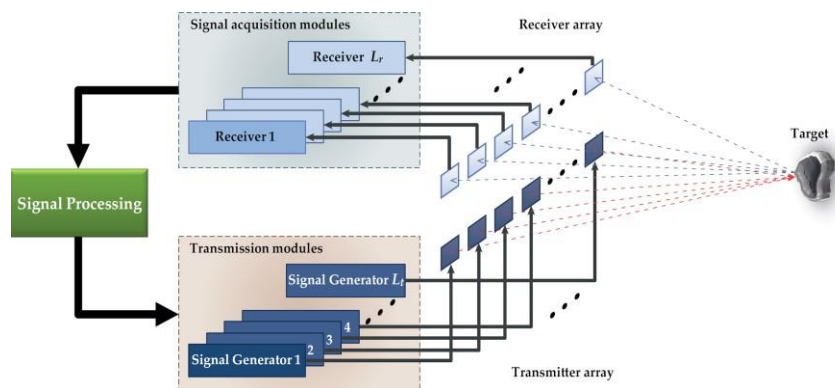 Signal acquisition modules
Receiver array
Receiver Lr
Receiver 1
Target
Signal Processing
Transmission modules
Signal Generator Lt
4
3
2
Signal Generator 1
Transmitter array